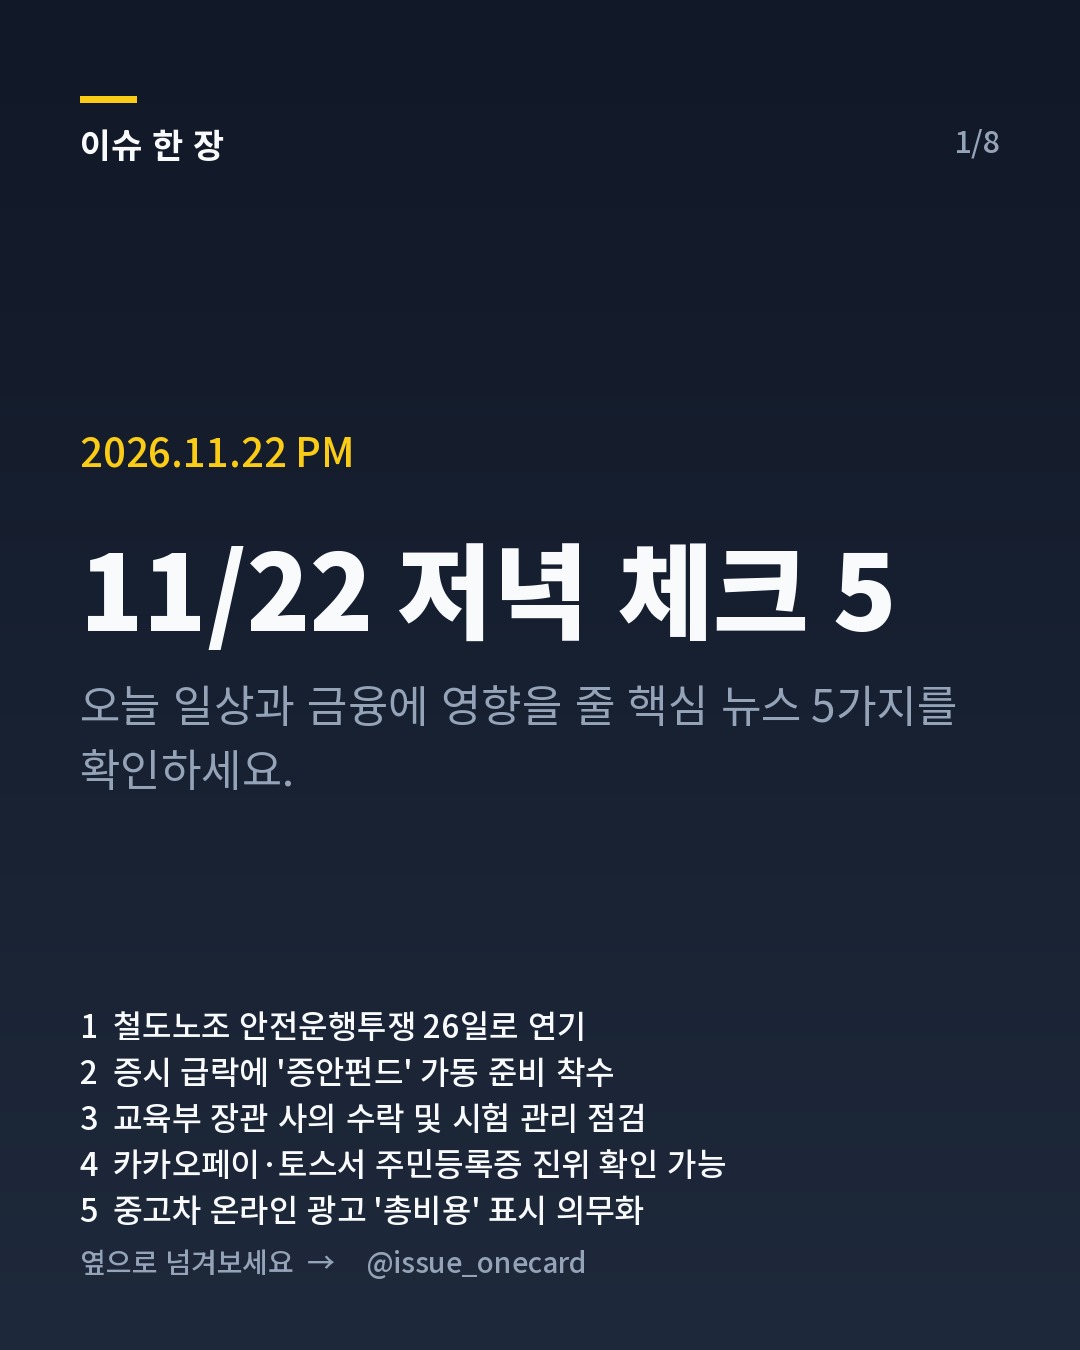 이슈 한 장
1/8
2026.11.22 PM
11/22 저녁 체크 5
오늘 일상과 금융에 영향을 줄 핵심 뉴스 5가지를
확인하세요.
1 철도노조 안전운행투쟁 26일로 연기
2 증시 급락에 '증안펀드' 가동 준비 착수
3 교육부 장관 사의 수락 및 시험 관리 점검
4 카카오페이·토스서 주민등록증 진위 확인 가능
5 중고차 온라인 광고 '총비용' 표시 의무화
옆으로 넘겨보세요 → @issue_onecard